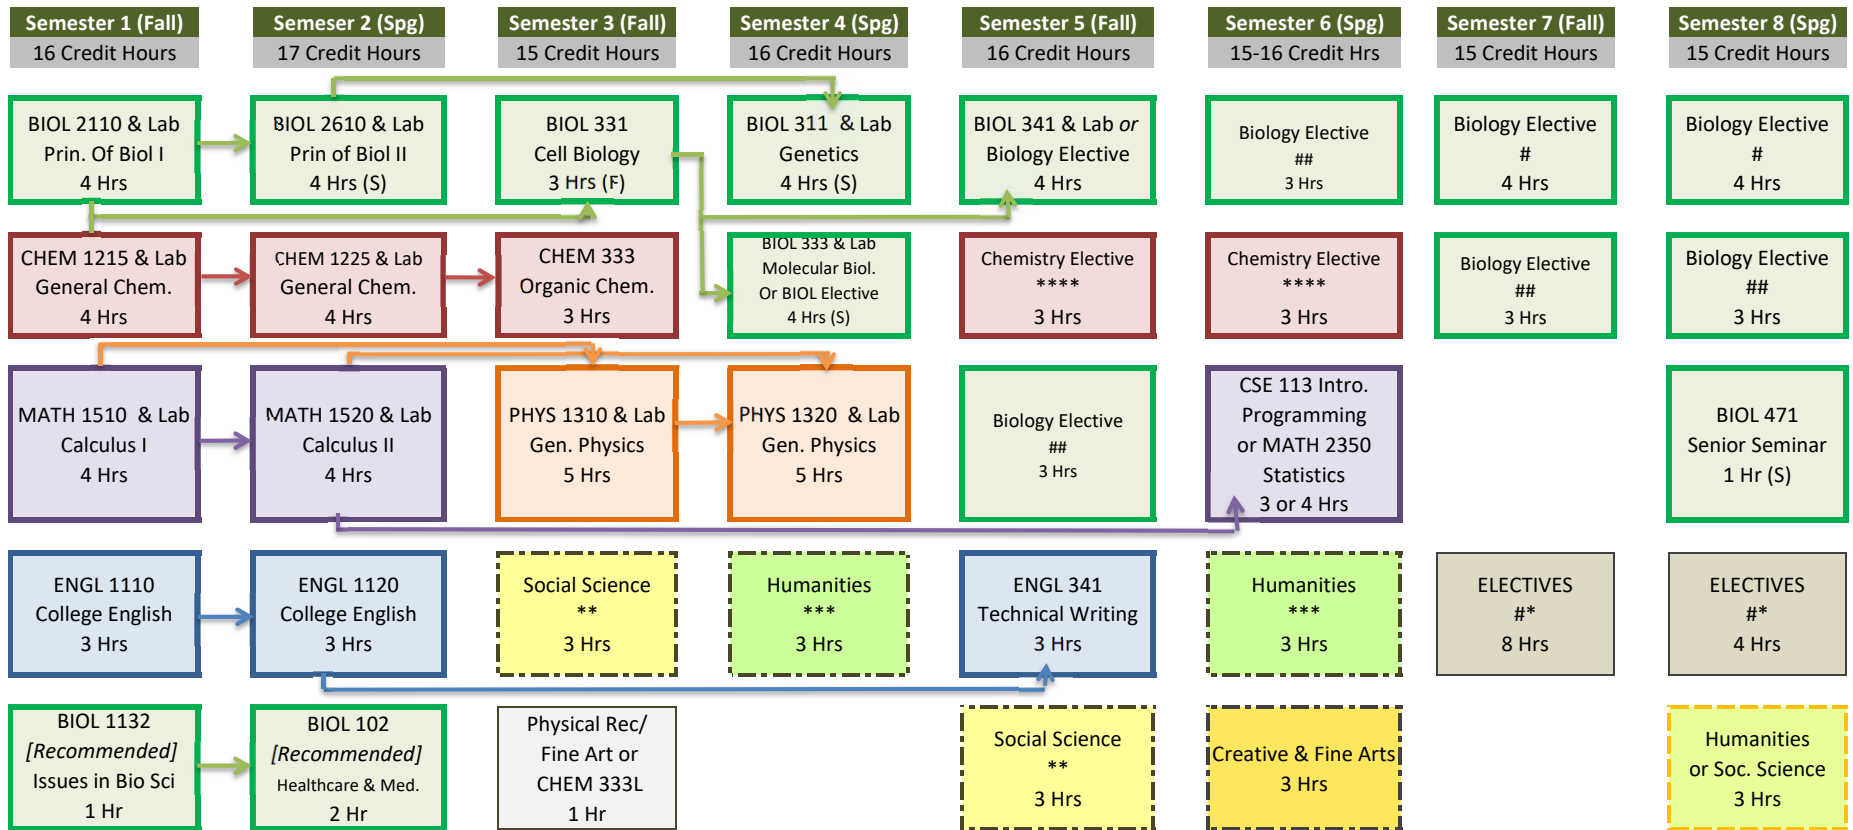 Semester 1 (Fall)
16 Credit Hours
BIOL 2110 & Lab
Prin. Of Biol I
4 Hrs
CHEM 1215 & Lab
General Chem.
4 Hrs
MATH 1510 & Lab
Calculus I
4 Hrs
ENGL 1110
College English
3 Hrs
BIOL 1132
[Recommended]
Issues in Bio Sci
1 Hr
Semeser 2 (Spg)
17 Credit Hours
BIOL 2610 & Lab
Prin of Biol II
4 Hrs (S)
CHEM 1225 & Lab
General Chem.
4 Hrs
MATH 1520 & Lab
Calculus II
4 Hrs
ENGL 1120
College English
3 Hrs
BIOL 102
[Recommended]
Healthcare & Med.
2 Hr
Semester 3 (Fall)
15 Credit Hours
BIOL 331
Cell Biology
3 Hrs (F)
CHEM 333
Organic Chem.
3 Hrs
PHYS 1310 & Lab
Gen. Physics
5 Hrs
Social Science
**
3 Hrs
Physical Rec/
Fine Art or
CHEM 333L
1 Hr
Semester 4 (Spg)
16 Credit Hours
BIOL 311 & Lab
Genetics
4 Hrs (S)
BIOL 333 & Lab
Molecular Biol.
Or BIOL Elective
4 Hrs (S)
PHYS 1320 & Lab
Gen. Physics
5 Hrs
Humanities
***
3 Hrs
Semester 5 (Fall)
16 Credit Hours
BIOL 341 & Lab or
Biology Elective
4 Hrs
Chemistry Elective
****
3 Hrs
Biology Elective
##
3 Hrs
ENGL 341
Technical Writing
3 Hrs
Social Science
**
3 Hrs
Semester 6 (Spg)
15-16 Credit Hrs
Biology Elective
##
3 Hrs
Chemistry Elective
****
3 Hrs
CSE 113 Intro.
Programming
or MATH 2350
Statistics
3 or 4 Hrs
Humanities
***
3 Hrs
Creative & Fine Arts
3 Hrs
Semester 7 (Fall)
15 Credit Hours
Biology Elective
#
4 Hrs
Biology Elective
##
3 Hrs
ELECTIVES
#*
8 Hrs
Semester 8 (Spg)
15 Credit Hours
Biology Elective
#
4 Hrs
Biology Elective
##
3 Hrs
BIOL 471
Senior Seminar
1 Hr (S)
ELECTIVES
#*
4 Hrs
Humanities
or Soc. Science
3 Hrs